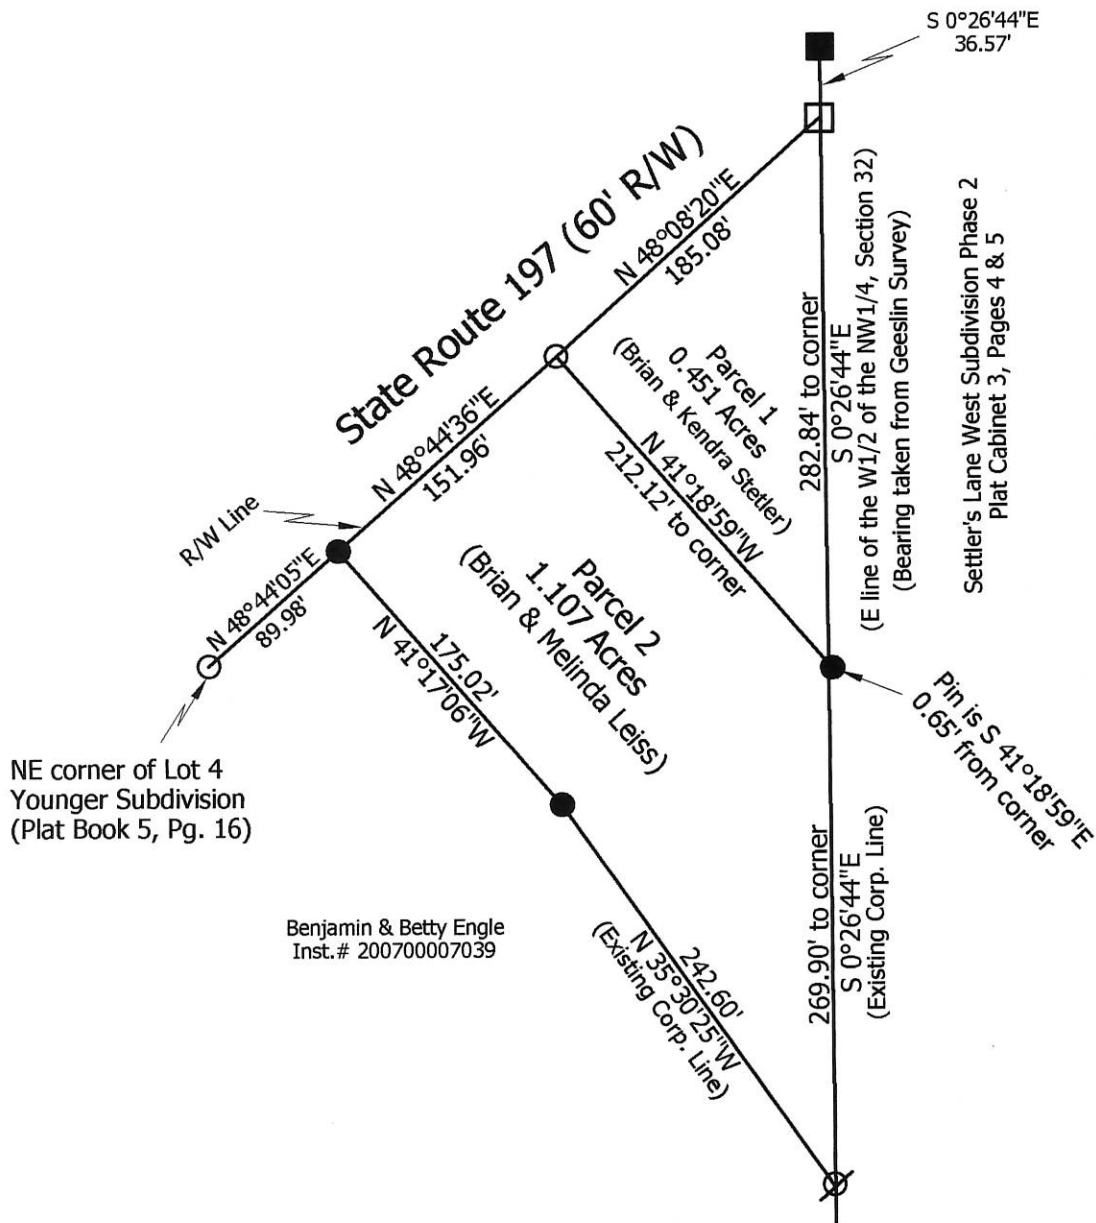 S 0°26'44"E
36.57'
State Route 197 (60' R/W)
N 48°08'20"E
185.08'
N 48°44'36"E
151.96'
R/W Line
N 48°44'05"E
89.98'
NE corner of Lot 4
Younger Subdivision
(Plat Book 5, Pg. 16)
Parcel 1
0.451 Acres
(Brian & Kendra Stetler)
N 41°18'59"W
212.12' to corner
282.84' to corner
S 0°26'44"E
(E line of the W1/2 of the NW1/4, Section 32)
(Bearing taken from Geeslin Survey)
Settler's Lane West Subdivision Phase 2
Plat Cabinet 3, Pages 4 & 5
Parcel 2
1.107 Acres
(Brian & Melinda Leiss)
175.02'
N 41°17'06"W
Pin is S 41°18'59"E
0.65' from corner
269.90' to corner
S 0°26'44"E
(Existing Corp. Line)
Benjamin & Betty Engle
Inst.# 200700007039
242.60'
N 35°30'25"W
(Existing Corp. Line)